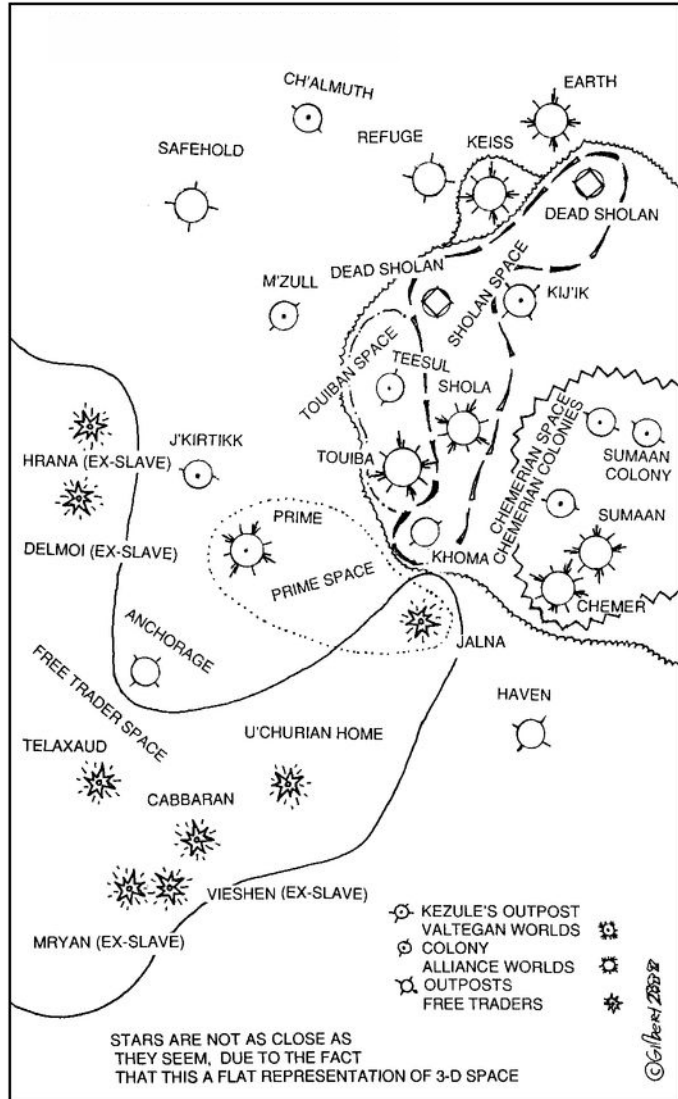 CH'ALMUTH
EARTH
SAFEHOLD
REFUGE
KEISS
DEAD SHOLAN
DEAD SHOLAN
SHOLAN SPACE
M'ZULL
KIJ'IK
TOUIBAN SPACE
TEESUL
SHOLA
HRANA (EX-SLAVE)
J'KIRTIKK
TOUIBA
CHEMERIAN SPACE
CHEMERIAN COLONIES
SUMAAN
COLONY
SUMAAN
DELMOI (EX-SLAVE)
PRIME
PRIME SPACE
KHOMA
CHEMER
ANCHORAGE
JALNA
FREE TRADER SPACE
HAVEN
TELAXAUD
U'CHURIAN HOME
CABBARAN
VIESHEN (EX-SLAVE)
MRYAN (EX-SLAVE)
KEZULE'S OUTPOST
VALTEGAN WORLDS
COLONY
ALLIANCE WORLDS
OUTPOSTS
FREE TRADERS
STARS ARE NOT AS CLOSE AS
THEY SEEM, DUE TO THE FACT
THAT THIS A FLAT REPRESENTATION OF 3-D SPACE
©Gilbert